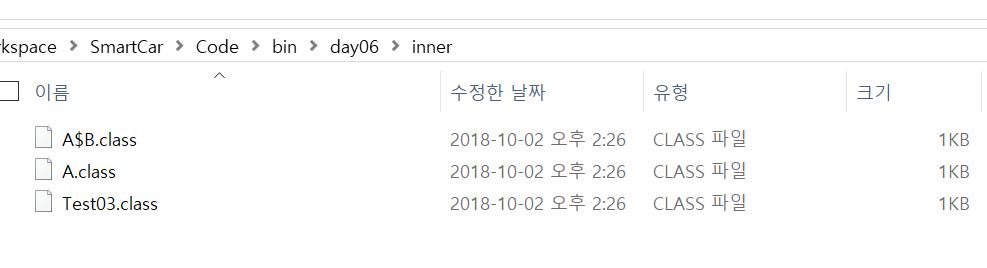 rkspace > SmartCar > Code > bin > day06 > inner
이름 수정한 날짜 유형 크기
A$B.class 2018-10-02 오후 2:26 CLASS 파일 1KB
A.class 2018-10-02 오후 2:26 CLASS 파일 1KB
Test03.class 2018-10-02 오후 2:26 CLASS 파일 1KB